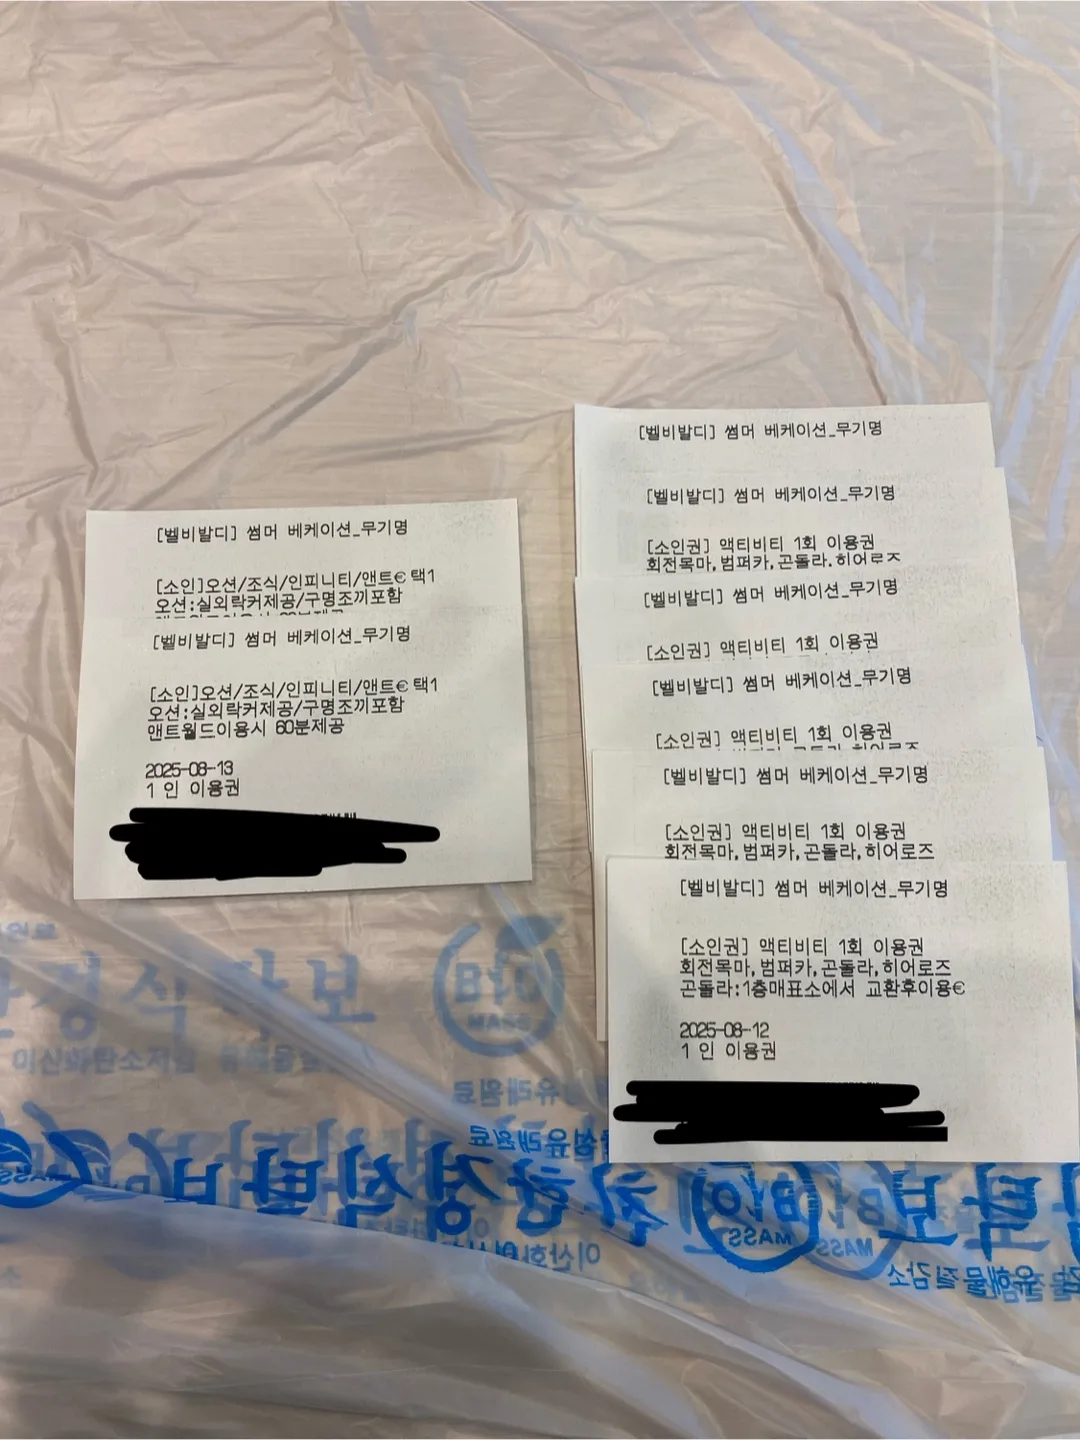 [벨비발디] 썸머 베케이션_무기명
[소인]오션/조식/인피니티/앤트€ 택1
오션:실외락커제공/구명조끼포함
[벨비발디] 썸머 베케이션_무기명
[소인]오션/조식/인피니티/앤트€ 택1
오션:실외락커제공/구명조끼포함
앤트월드이용시 60분제공
2025-08-13
1 인 이용권
[벨비발디] 썸머 베케이션_무기명
[벨비발디] 썸머 베케이션_무기명
[소인권] 액티비티 1회 이용권
회전목마,범퍼카,곤돌라,히어로즈
[벨비발디] 썸머 베케이션_무기명
[소인권] 액티비티 1회 이용권
[벨비발디] 썸머 베케이션_무기명
[소인권] 액티비티 1회 이용권
[벨비발디] 썸머 베케이션_무기명
[소인권] 액티비티 1회 이용권
회전목마,범퍼카,곤돌라,히어로즈
[벨비발디] 썸머 베케이션_무기명
[소인권] 액티비티 1회 이용권
회전목마,범퍼카,곤돌라,히어로즈
곤돌라:1층매표소에서 교환후이용€
2025-08-12
1 인 이용권
BIO
MASS
MASS
MASS
MASS
유해물질감소